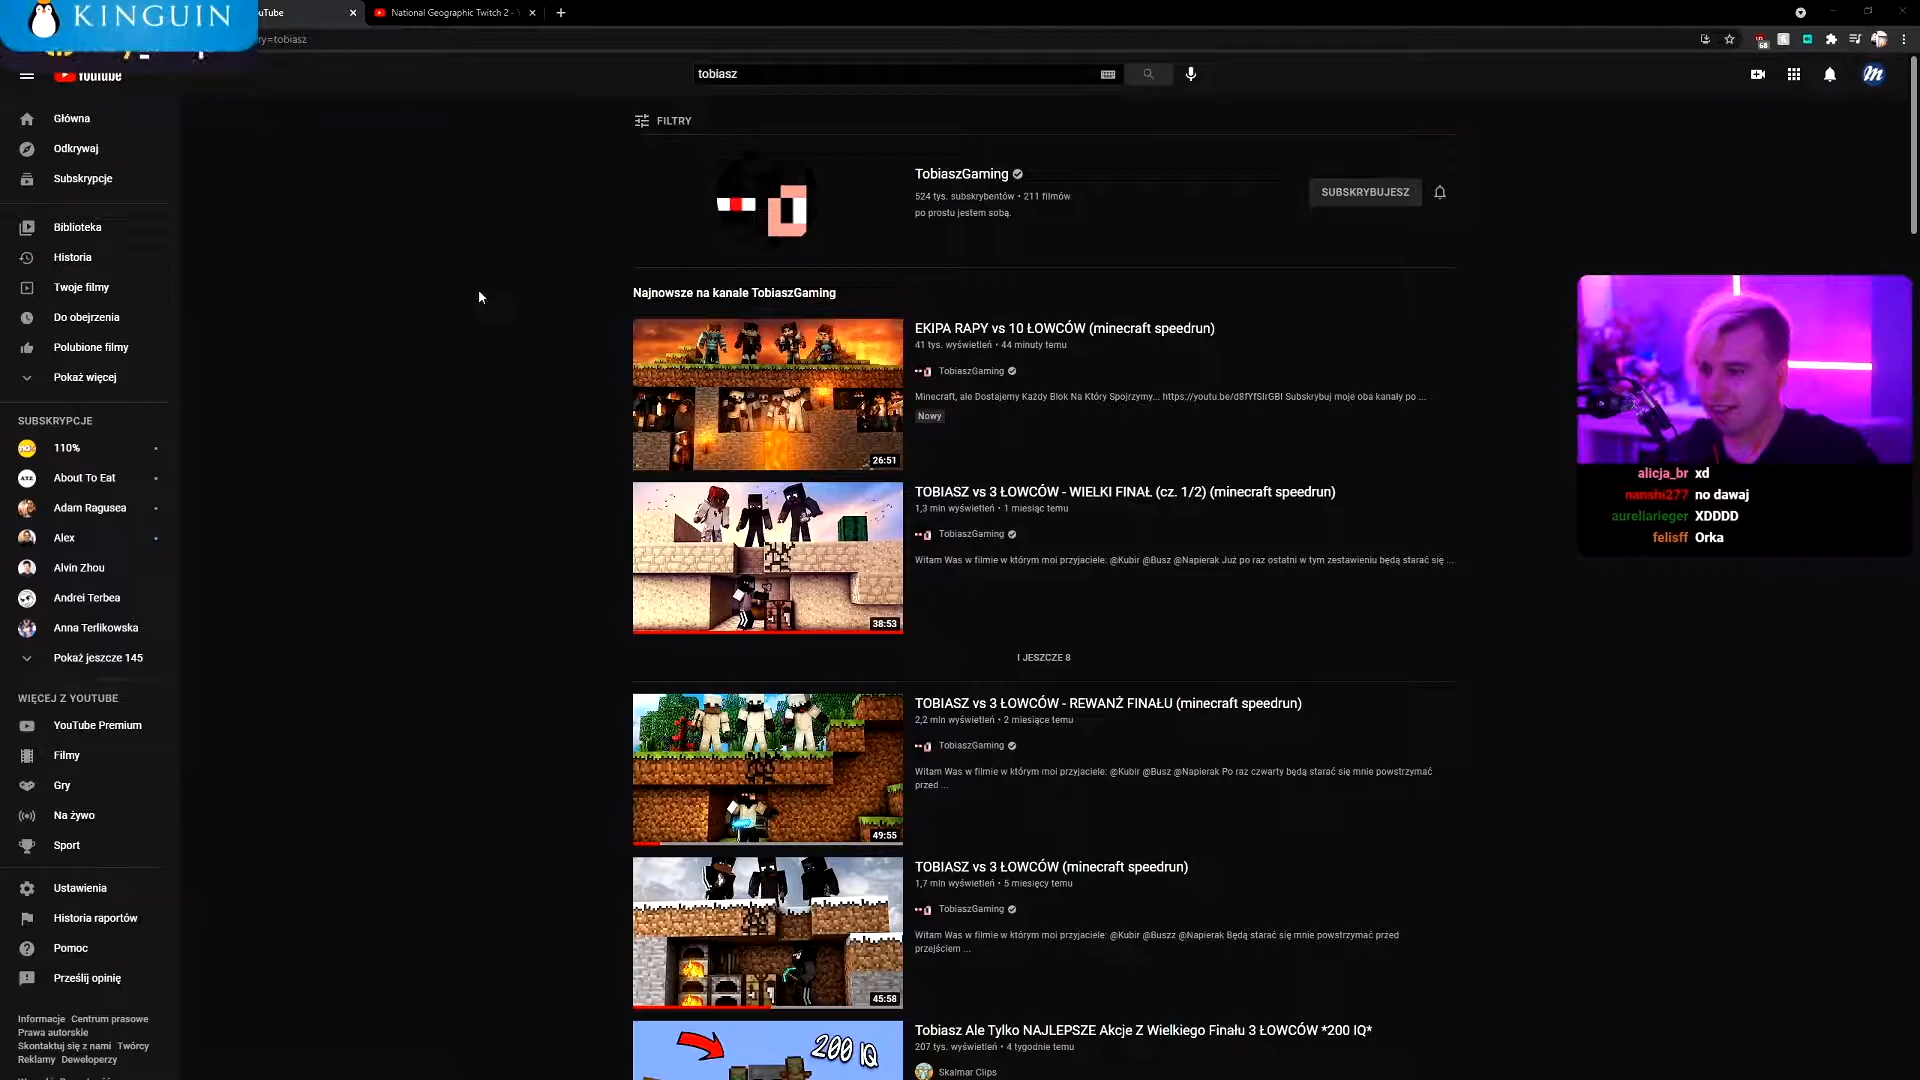 KINGUIN
ouTube
National Geographic Twitch 2 -
ry=tobiasz
68
YouTube
tobiasz
Główna
Odkrywaj
Subskrypcje
Biblioteka
Historia
Twoje filmy
Do obejrzenia
Polubione filmy
Pokaż więcej
SUBSKRYPCJE
110%
About To Eat
Adam Ragusea
Alex
Alvin Zhou
Andrei Terbea
Anna Terlikowska
Pokaż jeszcze 145
WIĘCEJ Z YOUTUBE
YouTube Premium
Filmy
Gry
Na żywo
Sport
Ustawienia
Historia raportów
Pomoc
Prześlij opinię
Informacje Centrum prasowe
Prawa autorskie
Skontaktuj się z nami Twórcy
Reklamy Deweloperzy
FILTRY
TobiaszGaming
524 tys. subskrybentów • 211 filmów
po prostu jestem sobą.
SUBSKRYBUJESZ
Najnowsze na kanale TobiaszGaming
26:51
EKIPA RAPY vs 10 ŁOWCÓW (minecraft speedrun)
41 tys. wyświetleń • 44 minuty temu
TobiaszGaming
Minecraft, ale Dostajemy Każdy Blok Na Który Spojrzymy... https://youtu.be/d8fYfSIrGBI Subskrybuj moje oba kanały po ...
Nowy
38:53
TOBIASZ vs 3 ŁOWCÓW - WIELKI FINAŁ (cz. 1/2) (minecraft speedrun)
1,3 mln wyświetleń • 1 miesiąc temu
TobiaszGaming
Witam Was w filmie w którym moi przyjaciele: @Kubir @Busz @Napierak Już po raz ostatni w tym zestawieniu będą starać się ...
I JESZCZE 8
49:55
TOBIASZ vs 3 ŁOWCÓW - REWANŻ FINAŁU (minecraft speedrun)
2,2 mln wyświetleń • 2 miesiące temu
TobiaszGaming
Witam Was w filmie w którym moi przyjaciele: @Kubir @Busz @Napierak Po raz czwarty będą starać się mnie powstrzymać
przed ...
45:58
TOBIASZ vs 3 ŁOWCÓW (minecraft speedrun)
1,7 mln wyświetleń • 5 miesięcy temu
TobiaszGaming
Witam Was w filmie w którym moi przyjaciele: @Kubir @Buszz @Napierak Będą starać się mnie powstrzymać przed
przejściem ...
200 IQ
Tobiasz Ale Tylko NAJLEPSZE Akcje Z Wielkiego Finału 3 ŁOWCÓW *200 IQ*
207 tys. wyświetleń • 4 tygodnie temu
Skalmar Clips
alicja_br xd
nanshi277 no dawaj
aureliarieger XDDDD
felisff Orka